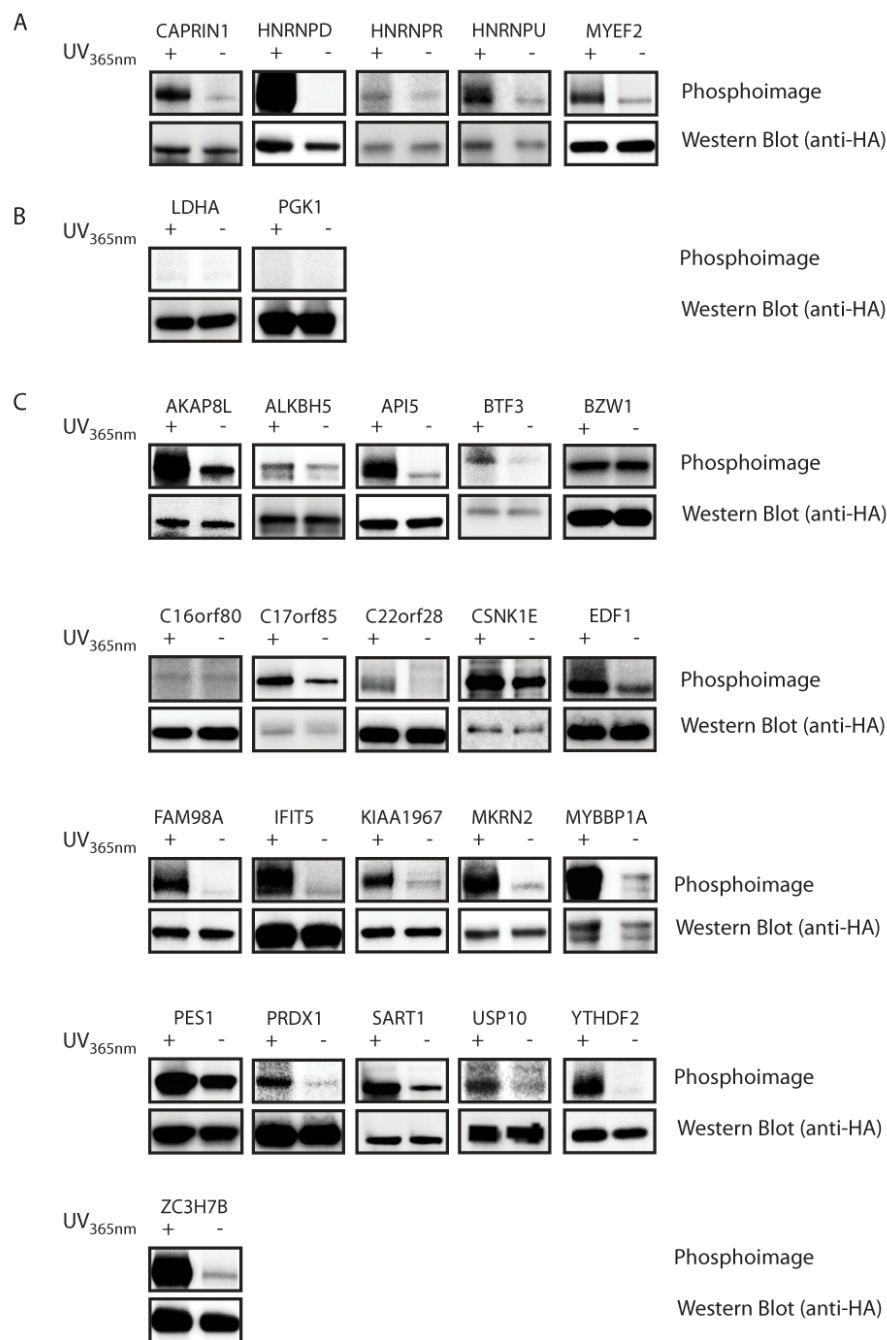 A
CAPRIN1 HNRNPD HNRNPR HNRNPU MYEF2
UV365nm + - + - + - + - + -
Phosphoimage
Western Blot (anti-HA)
B
LDHA PGK1
UV365nm + - + -
Phosphoimage
Western Blot (anti-HA)
C
AKAP8L ALKBH5 API5 BTF3 BZW1
UV365nm + - + - + - + - + -
Phosphoimage
Western Blot (anti-HA)
C16orf80 C17orf85 C22orf28 CSNK1E EDF1
UV365nm + - + - + - + - + -
Phosphoimage
Western Blot (anti-HA)
FAM98A IFIT5 KIAA1967 MKRN2 MYBBP1A
UV365nm + - + - + - + - + -
Phosphoimage
Western Blot (anti-HA)
PES1 PRDX1 SART1 USP10 YTHDF2
UV365nm + - + - + - + - + -
Phosphoimage
Western Blot (anti-HA)
ZC3H7B
UV365nm + -
Phosphoimage
Western Blot (anti-HA)